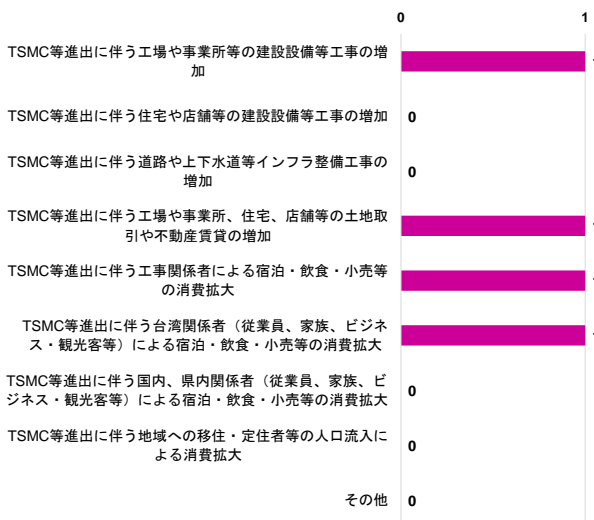 0 1
TSMC等進出に伴う工場や事業所等の建設設備等工事の増
加
TSMC等進出に伴う住宅や店舗等の建設設備等工事の増加 0
TSMC等進出に伴う道路や上下水道等インフラ整備工事の
増加
0
TSMC等進出に伴う工場や事業所、住宅、店舗等の土地取
引や不動産賃貸の増加
TSMC等進出に伴う工事関係者による宿泊・飲食・小売等
の消費拡大
TSMC等進出に伴う台湾関係者（従業員、家族、ビジネ
ス・観光客等）による宿泊・飲食・小売等の消費拡大
TSMC等進出に伴う国内、県内関係者（従業員、家族、ビ
ジネス・観光客等）による宿泊・飲食・小売等の消費拡大
0
TSMC等進出に伴う地域への移住・定住者等の人口流入に
よる消費拡大
0
その他 0